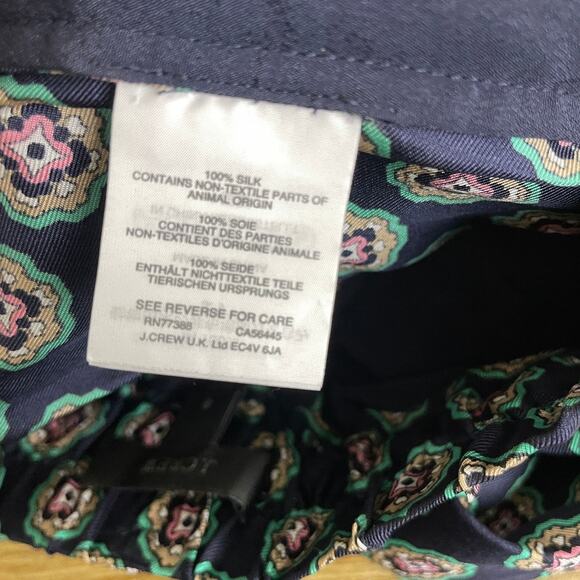 100% SILK
CONTAINS NON-TEXTILE PARTS OF
ANIMAL ORIGIN
100% SOIE
CONTIENT DES PARTIES
NON-TEXTILES D'ORIGINE ANIMALE
100% SEIDE
ENTHÄLT NICHTTEXTILE TEILE
TIERISCHEN URSPRUNGS
SEE REVERSE FOR CARE
RN77388 CA56445
J.CREW U.K. Ltd EC4V 6JA
J.CREW